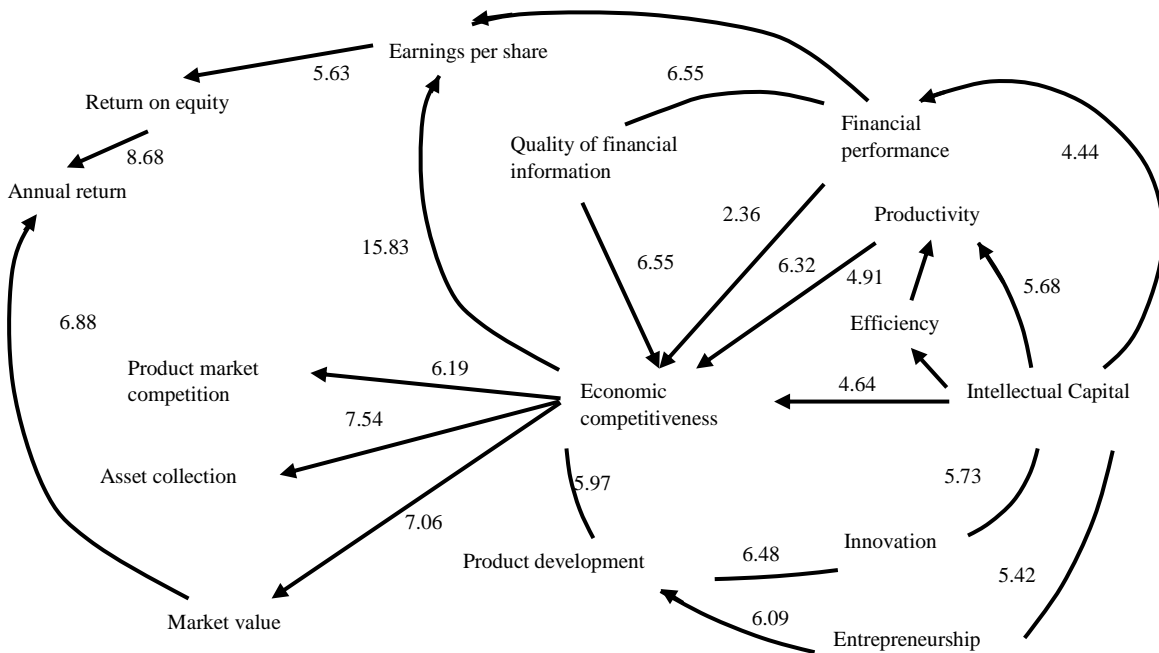 Earnings per share
5.63
6.55
Return on equity
Financial
performance
Quality of financial
information
4.44
8.68
Annual return
2.36
Productivity
15.83
6.55
6.32
4.91
5.68
6.88
Efficiency
Product market
competition
6.19
Economic
competitiveness
4.64
Intellectual Capital
7.54
Asset collection
5.97
5.73
7.06
Product development
6.48
Innovation
5.42
Market value
6.09
Entrepreneurship